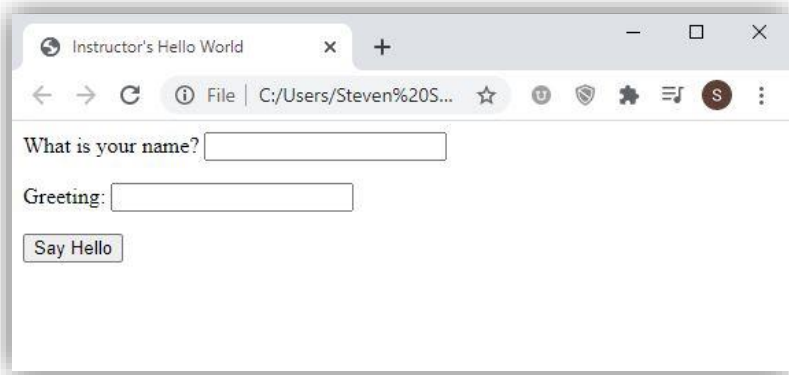 Instructor's Hello World
File | C:/Users/Steven%20S...
S
What is your name?
Greeting:
Say Hello